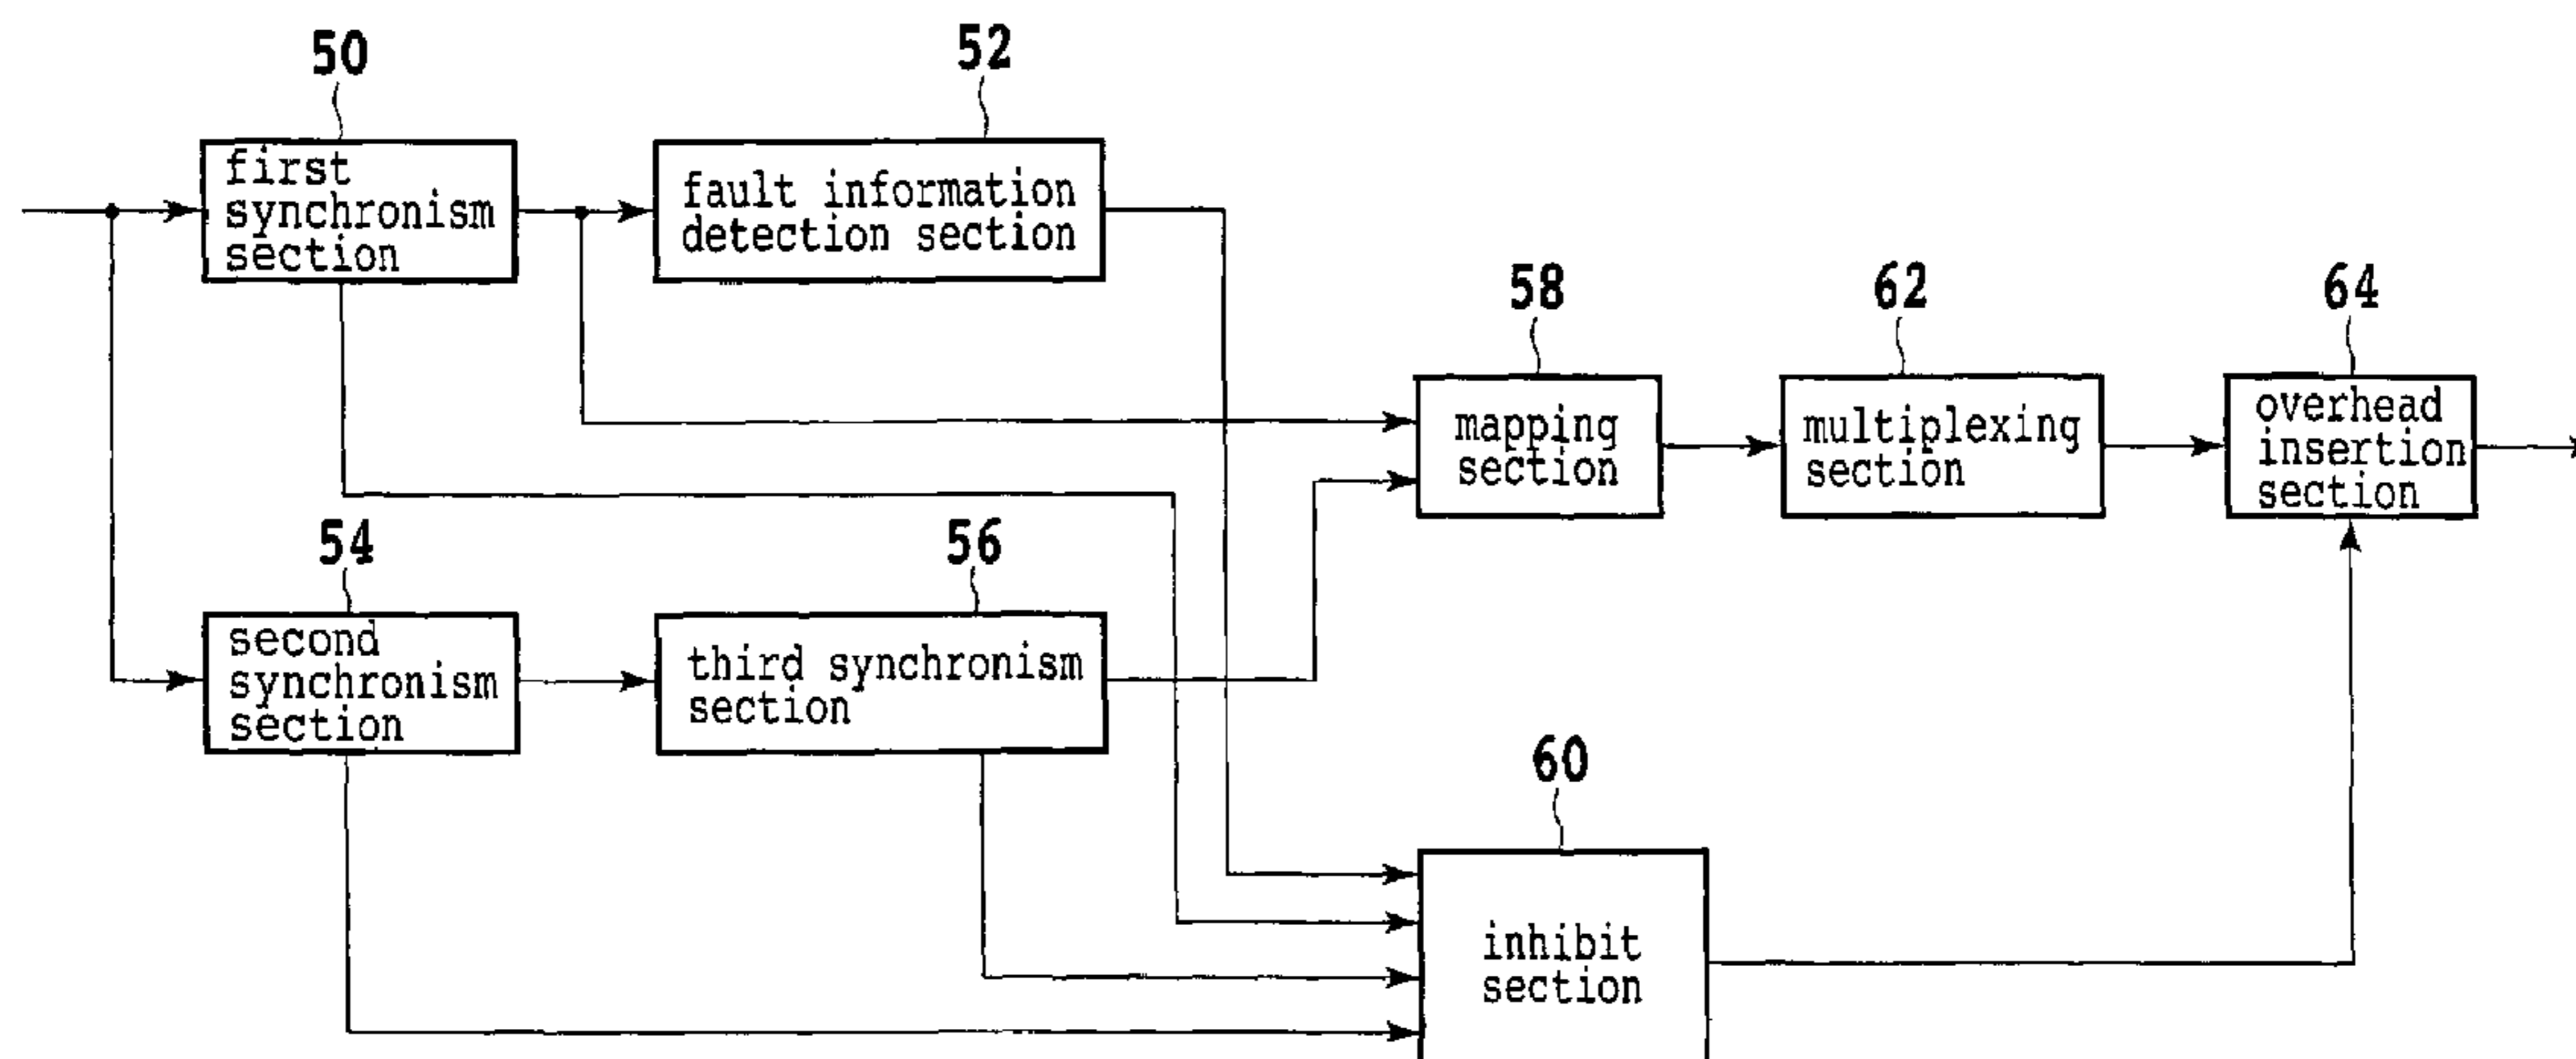 50
first
synchronism
section
52
fault information
detection section
54
second
synchronism
section
56
third synchronism
section
58
mapping
section
62
multiplexing
section
64
overhead
insertion
section
60
inhibit
section